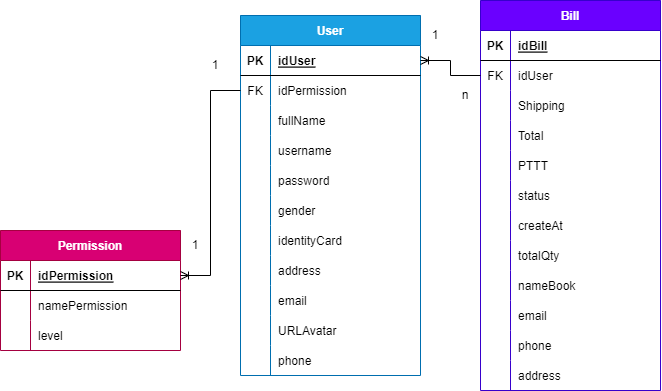 User
PK idUser
FK idPermission
fullName
username
password
gender
identityCard
address
email
URLAvatar
phone
1
1
Permission
PK idPermission
namePermission
level
1
n
Bill
PK idBill
FK idUser
Shipping
Total
PTTT
status
createAt
totalQty
nameBook
email
phone
address